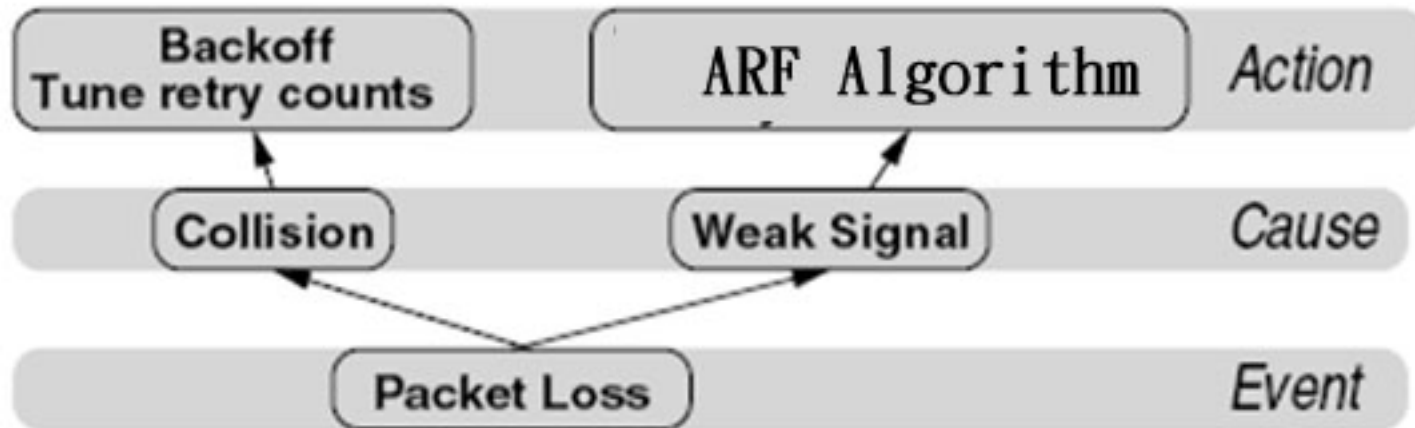 Backoff
Tune retry counts
ARF Algorithm
Action
Collision
Weak Signal
Cause
Packet Loss
Event